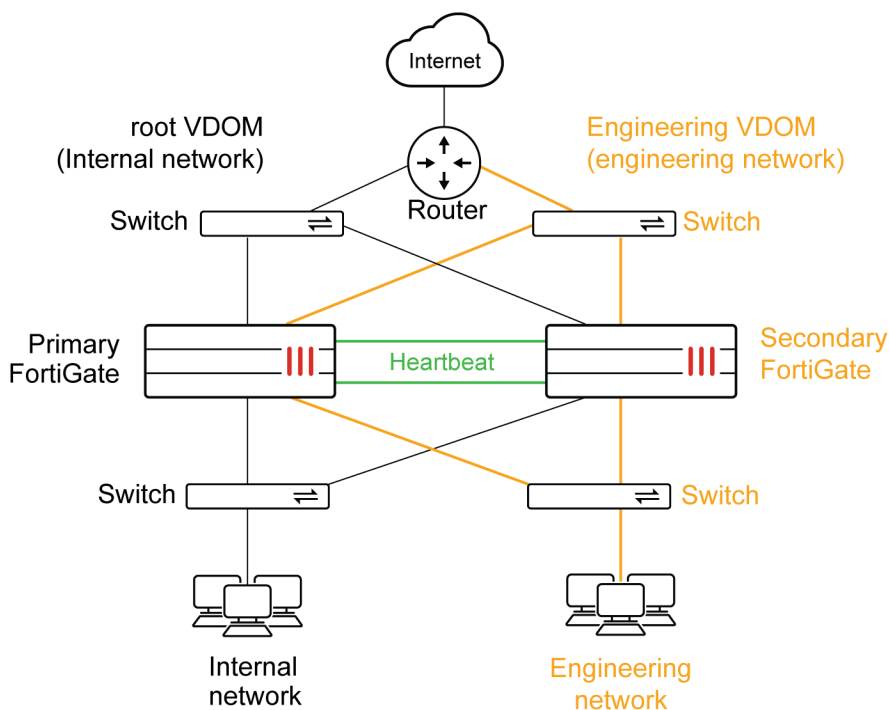 Internet
root VDOM
(Internal network)
Engineering VDOM
(engineering network)
Router
Switch
Switch
Primary
FortiGate
Heartbeat
Secondary
FortiGate
Switch
Switch
Internal
network
Engineering
network